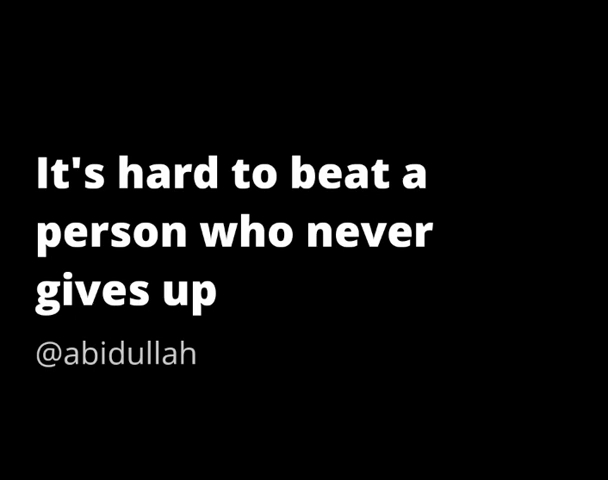 It's hard to beat a
person who never
gives up
@abidullah